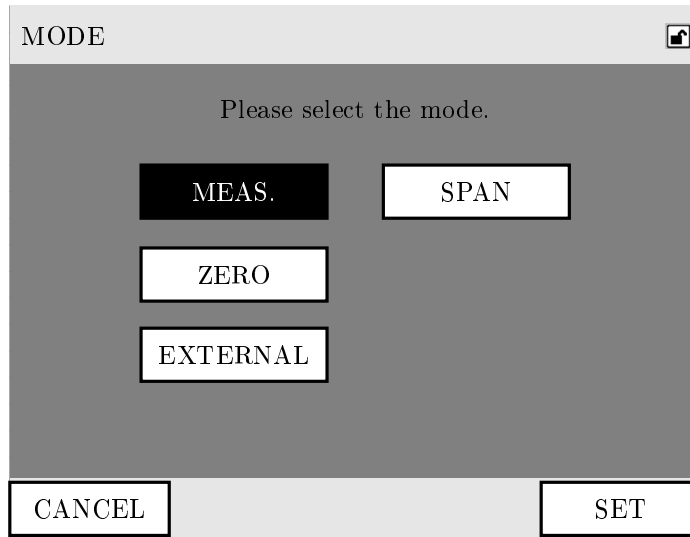 MODE
Please select the mode.
MEAS. SPAN
ZERO
EXTERNAL
CANCEL SET